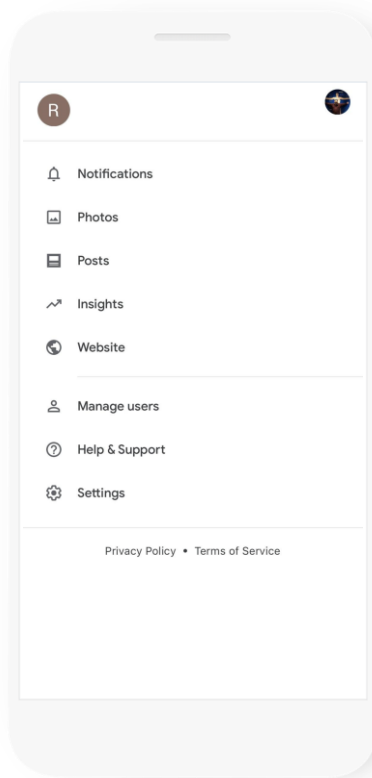 R
Notifications
Photos
Posts
Insights
Website
Manage users
Help & Support
Settings
Privacy Policy • Terms of Service